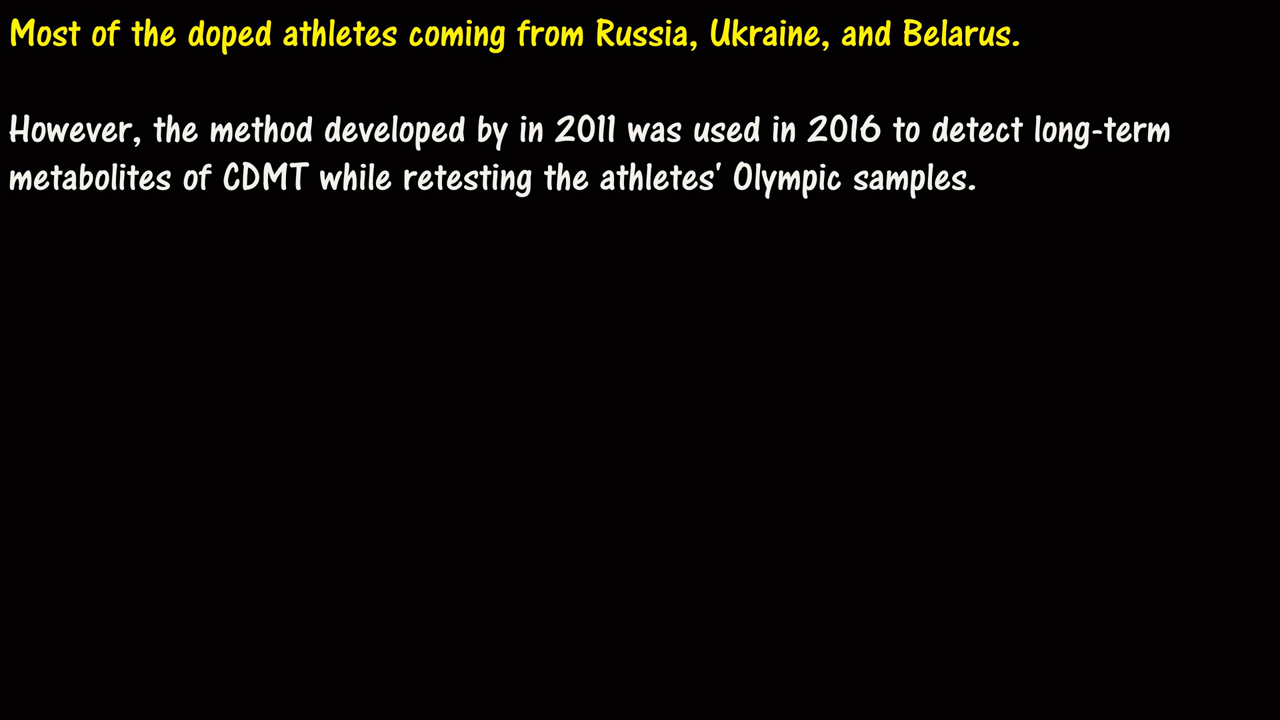 Most of the doped athletes coming from Russia, Ukraine, and Belarus.
However, the method developed by in 2011 was used in 2016 to detect long-term
metabolites of CDMT while retesting the athletes' Olympic samples.